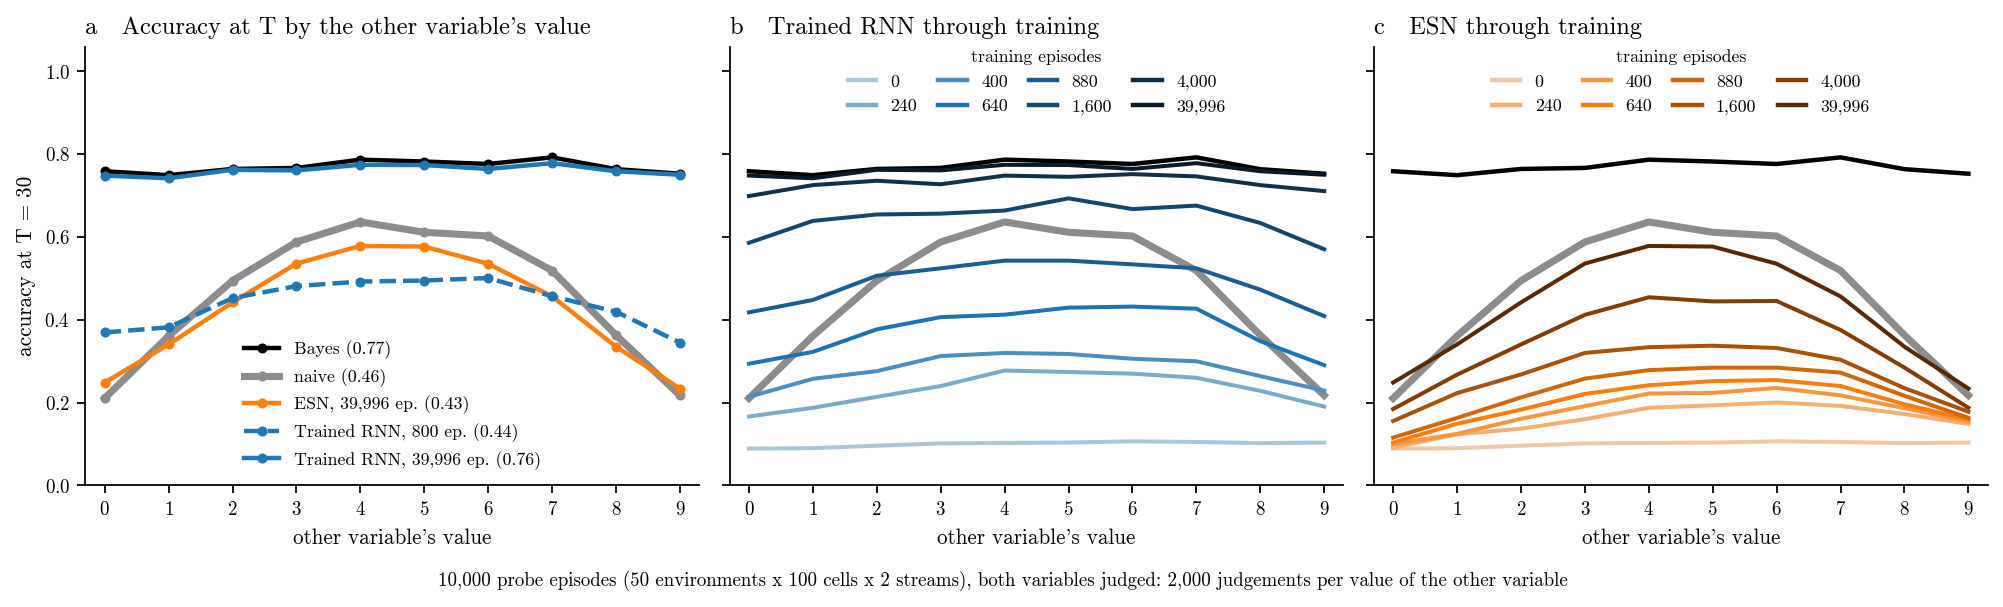 a Accuracy at T by the other variable's value
accuracy at T = 30
1.0
0.8
0.6
0.4
0.2
0.0
Bayes (0.77)
naive (0.46)
ESN, 39,996 ep. (0.43)
Trained RNN, 800 ep. (0.44)
Trained RNN, 39,996 ep. (0.76)
0 1 2 3 4 5 6 7 8 9
other variable's value
b Trained RNN through training
training episodes
0 400 880 4,000
240 640 1,600 39,996
0 1 2 3 4 5 6 7 8 9
other variable's value
c ESN through training
training episodes
0 400 880 4,000
240 640 1,600 39,996
0 1 2 3 4 5 6 7 8 9
other variable's value
10,000 probe episodes (50 environments x 100 cells x 2 streams), both variables judged: 2,000 judgements per value of the other variable